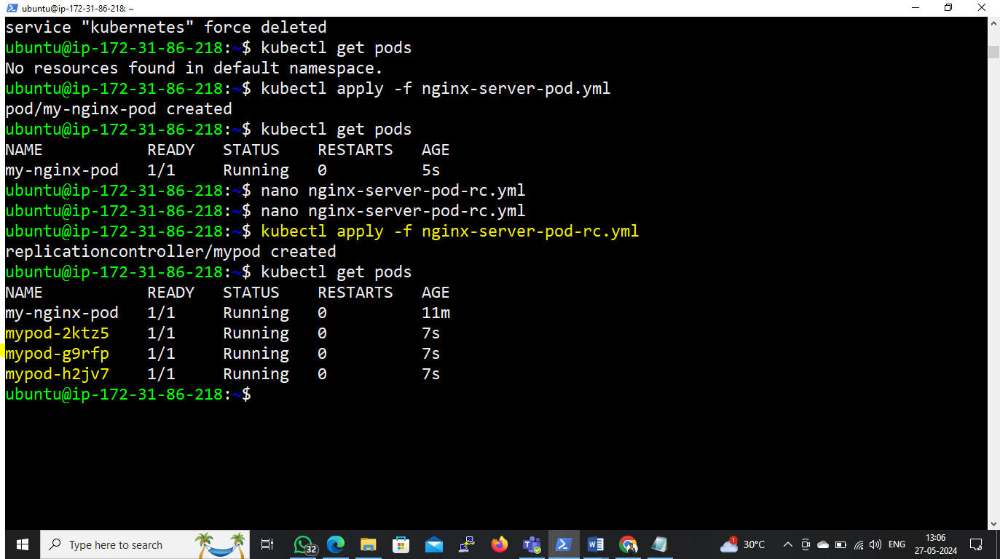 ubuntu@ip-172-31-86-218: ~
service "kubernetes" force deleted
ubuntu@ip-172-31-86-218:~$ kubectl get pods
No resources found in default namespace.
ubuntu@ip-172-31-86-218:~$ kubectl apply -f nginx-server-pod.yml
pod/my-nginx-pod created
ubuntu@ip-172-31-86-218:~$ kubectl get pods
NAME           READY   STATUS    RESTARTS   AGE
my-nginx-pod   1/1     Running   0          5s
ubuntu@ip-172-31-86-218:~$ nano nginx-server-pod-rc.yml
ubuntu@ip-172-31-86-218:~$ nano nginx-server-pod-rc.yml
ubuntu@ip-172-31-86-218:~$ kubectl apply -f nginx-server-pod-rc.yml
replicationcontroller/mypod created
ubuntu@ip-172-31-86-218:~$ kubectl get pods
NAME           READY   STATUS    RESTARTS   AGE
my-nginx-pod   1/1     Running   0          11m
mypod-2ktz5    1/1     Running   0          7s
mypod-g9rfp    1/1     Running   0          7s
mypod-h2jv7    1/1     Running   0          7s
ubuntu@ip-172-31-86-218:~$
Type here to search
32
1
30°C
ENG
13:06
27-05-2024